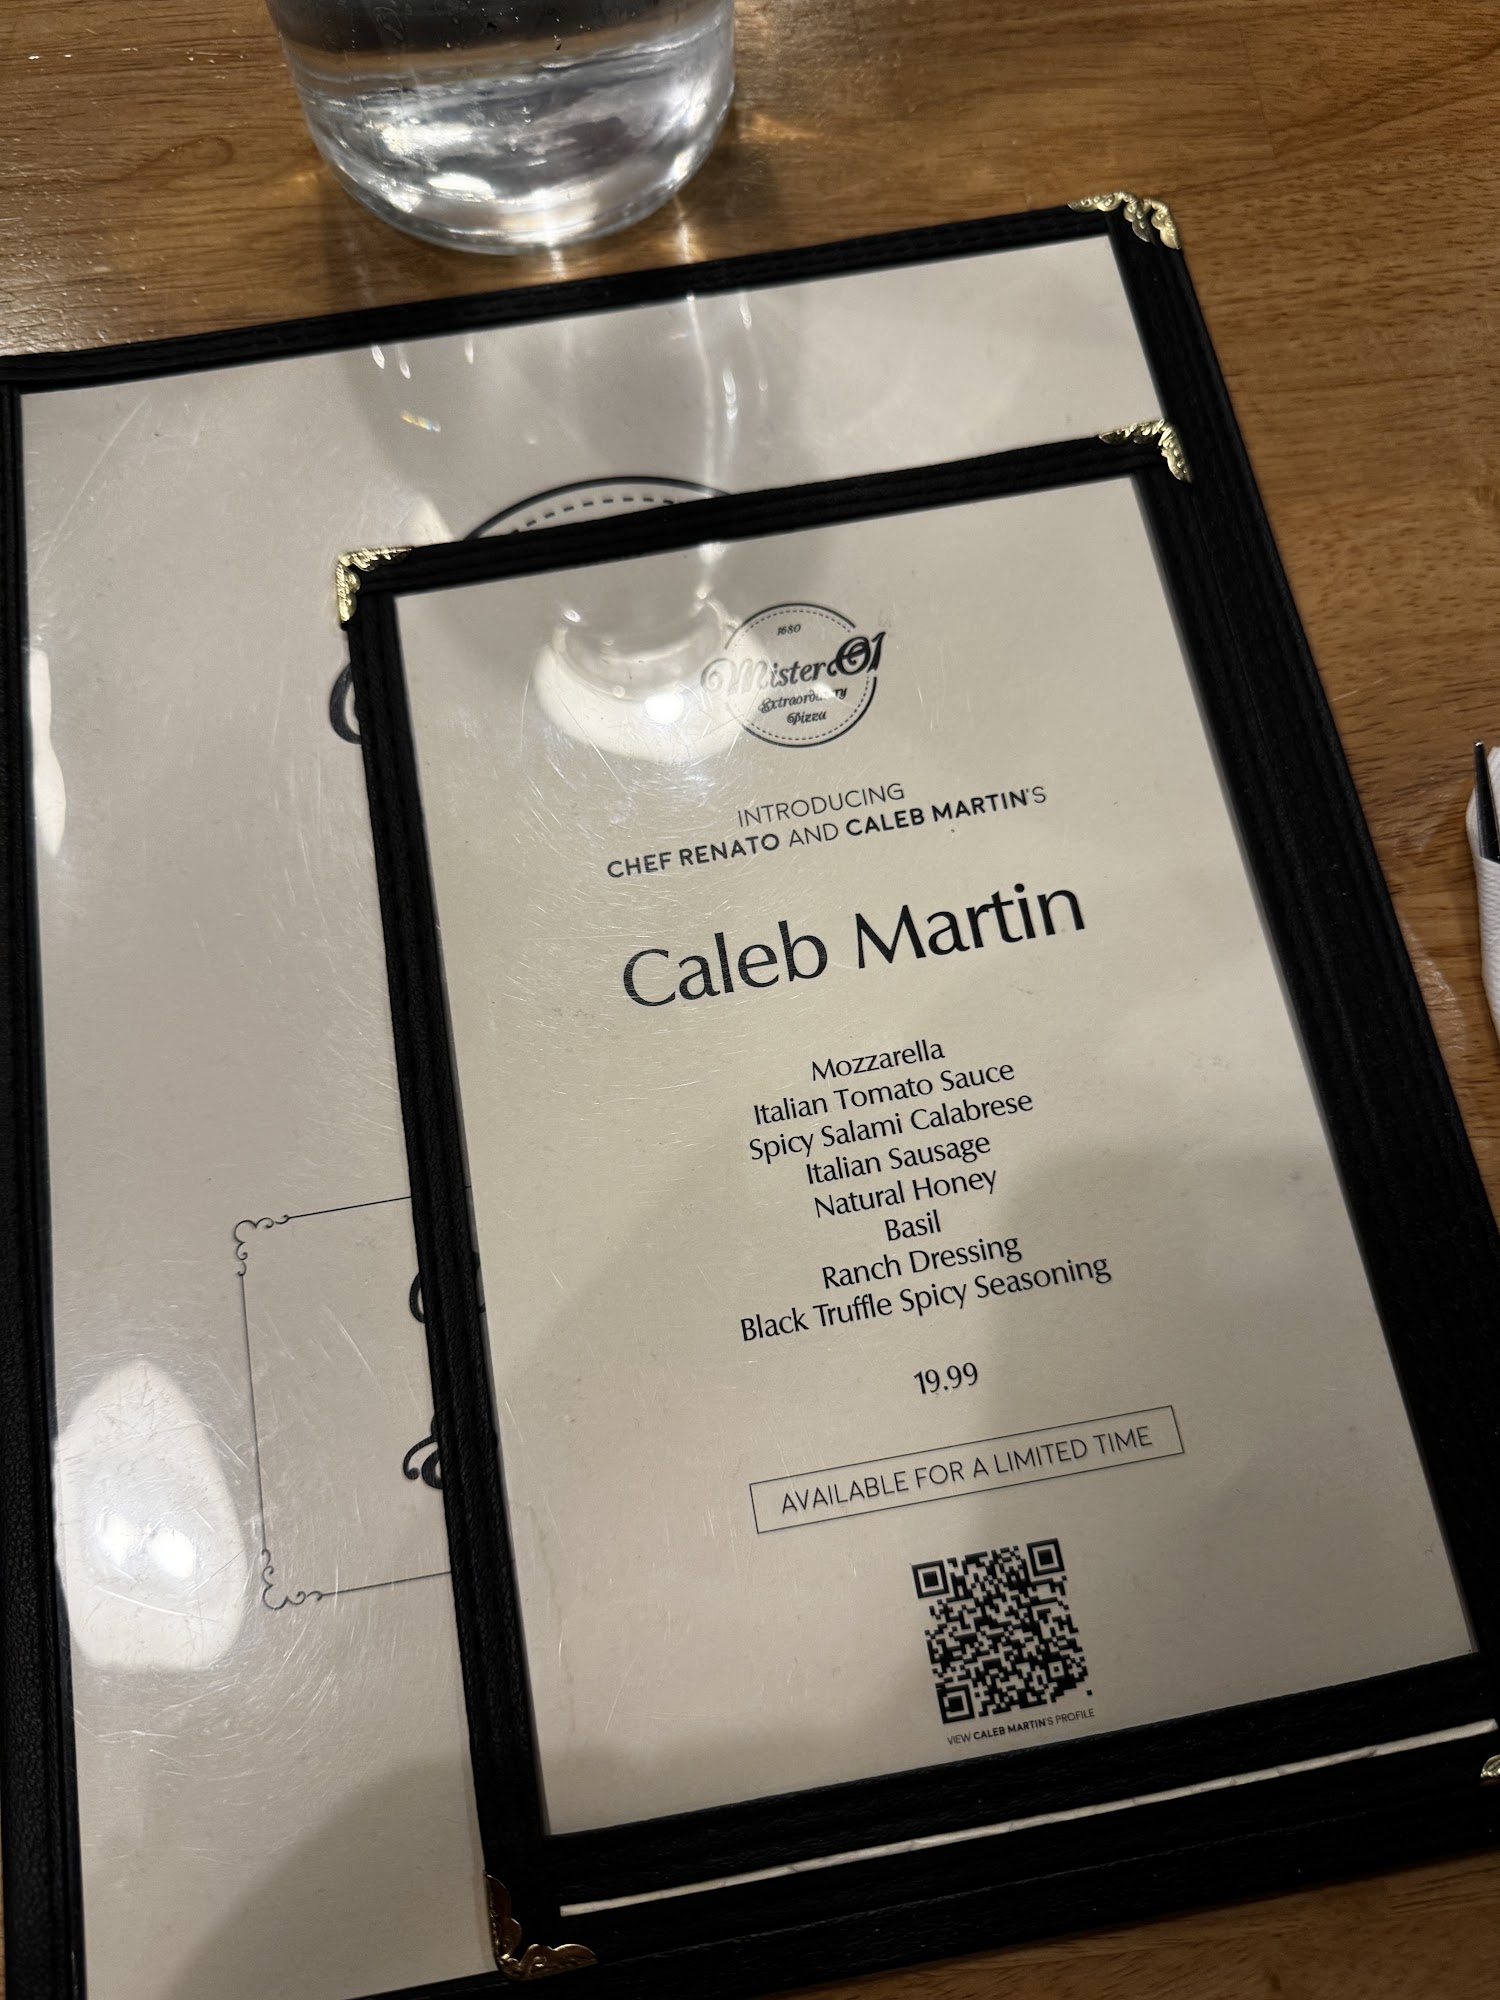 1680
Mister O1
Extraordinary
Pizza
INTRODUCING
CHEF RENATO AND CALEB MARTIN'S
Caleb Martin
Mozzarella
Italian Tomato Sauce
Spicy Salami Calabrese
Italian Sausage
Natural Honey
Basil
Ranch Dressing
Black Truffle Spicy Seasoning
19.99
AVAILABLE FOR A LIMITED TIME
VIEW CALEB MARTIN'S PROFILE